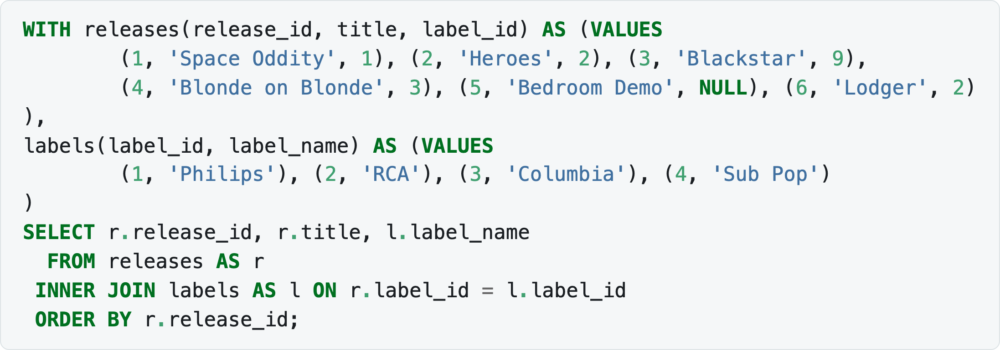 WITH releases(release_id, title, label_id) AS (VALUES
        (1, 'Space Oddity', 1), (2, 'Heroes', 2), (3, 'Blackstar', 9),
        (4, 'Blonde on Blonde', 3), (5, 'Bedroom Demo', NULL), (6, 'Lodger', 2)
),
labels(label_id, label_name) AS (VALUES
        (1, 'Philips'), (2, 'RCA'), (3, 'Columbia'), (4, 'Sub Pop')
)
SELECT r.release_id, r.title, l.label_name
  FROM releases AS r
 INNER JOIN labels AS l ON r.label_id = l.label_id
 ORDER BY r.release_id;